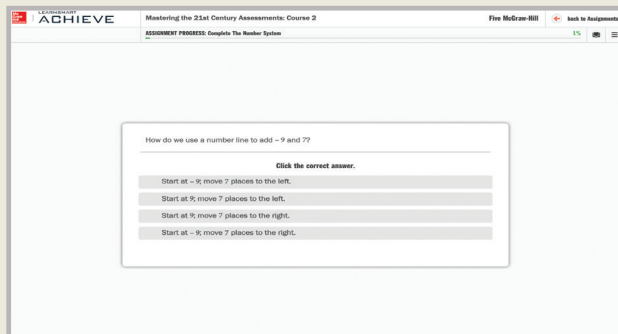 LEARNSMART
ACHIEVE
Mastering the 21st Century Assessments: Course 2
Five McGraw-Hill
back to Assignments
ASSIGNMENT PROGRESS: Complete The Number System
1%
How do we use a number line to add – 9 and 7?
Click the correct answer.
Start at – 9; move 7 places to the left.
Start at 9; move 7 places to the left.
Start at 9; move 7 places to the right.
Start at – 9; move 7 places to the right.